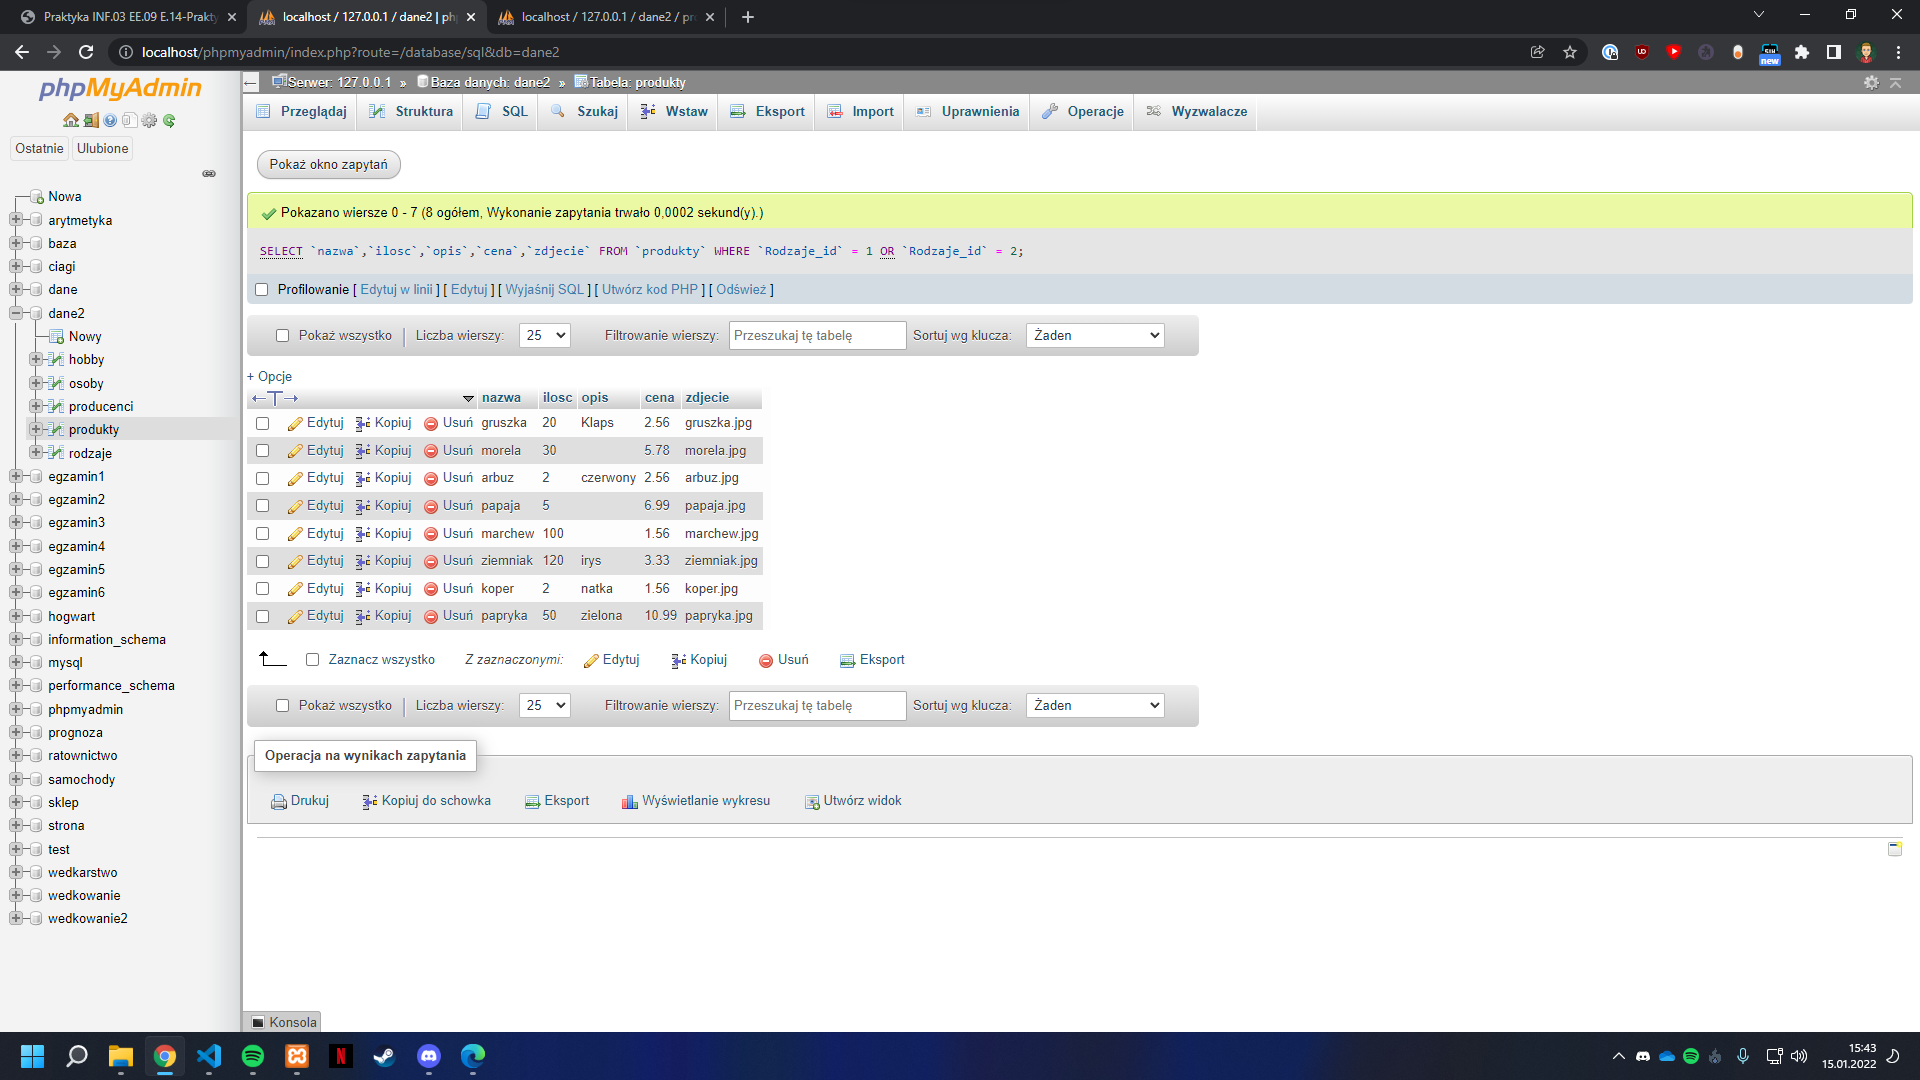 Praktyka INF.03 EE.09 E.14-Prakty
localhost / 127.0.0.1 / dane2 | ph
localhost / 127.0.0.1 / dane2 / pr
localhost/phpmyadmin/index.php?route=/database/sql&db=dane2
new
phpMyAdmin
Ostatnie Ulubione
Nowa
arytmetyka
baza
ciagi
dane
dane2
Nowy
hobby
osoby
producenci
produkty
rodzaje
egzamin1
egzamin2
egzamin3
egzamin4
egzamin5
egzamin6
hogwart
information_schema
mysql
performance_schema
phpmyadmin
prognoza
ratownictwo
samochody
sklep
strona
test
wedkarstwo
wedkowanie
wedkowanie2
Serwer: 127.0.0.1 » Baza danych: dane2 » Tabela: produkty
Przeglądaj Struktura SQL Szukaj Wstaw Eksport Import Uprawnienia Operacje Wyzwalacze
Pokaż okno zapytań
Pokazano wiersze 0 - 7 (8 ogółem, Wykonanie zapytania trwało 0,0002 sekund(y).)
SELECT `nazwa`,`ilosc`,`opis`,`cena`,`zdjecie` FROM `produkty` WHERE `Rodzaje_id` = 1 OR `Rodzaje_id` = 2;
Profilowanie [ Edytuj w linii ] [ Edytuj ] [ Wyjaśnij SQL ] [ Utwórz kod PHP ] [ Odśwież ]
Pokaż wszystko Liczba wierszy: 25 Filtrowanie wierszy: Przeszukaj tę tabelę Sortuj wg klucza: Żaden
+ Opcje
←T→ nazwa ilosc opis cena zdjecie
Edytuj Kopiuj Usuń gruszka 20 Klaps 2.56 gruszka.jpg
Edytuj Kopiuj Usuń morela 30 5.78 morela.jpg
Edytuj Kopiuj Usuń arbuz 2 czerwony 2.56 arbuz.jpg
Edytuj Kopiuj Usuń papaja 5 6.99 papaja.jpg
Edytuj Kopiuj Usuń marchew 100 1.56 marchew.jpg
Edytuj Kopiuj Usuń ziemniak 120 irys 3.33 ziemniak.jpg
Edytuj Kopiuj Usuń koper 2 natka 1.56 koper.jpg
Edytuj Kopiuj Usuń papryka 50 zielona 10.99 papryka.jpg
Zaznacz wszystko Z zaznaczonymi: Edytuj Kopiuj Usuń Eksport
Pokaż wszystko Liczba wierszy: 25 Filtrowanie wierszy: Przeszukaj tę tabelę Sortuj wg klucza: Żaden
Operacja na wynikach zapytania
Drukuj Kopiuj do schowka Eksport Wyświetlanie wykresu Utwórz widok
Konsola
15:43
15.01.2022